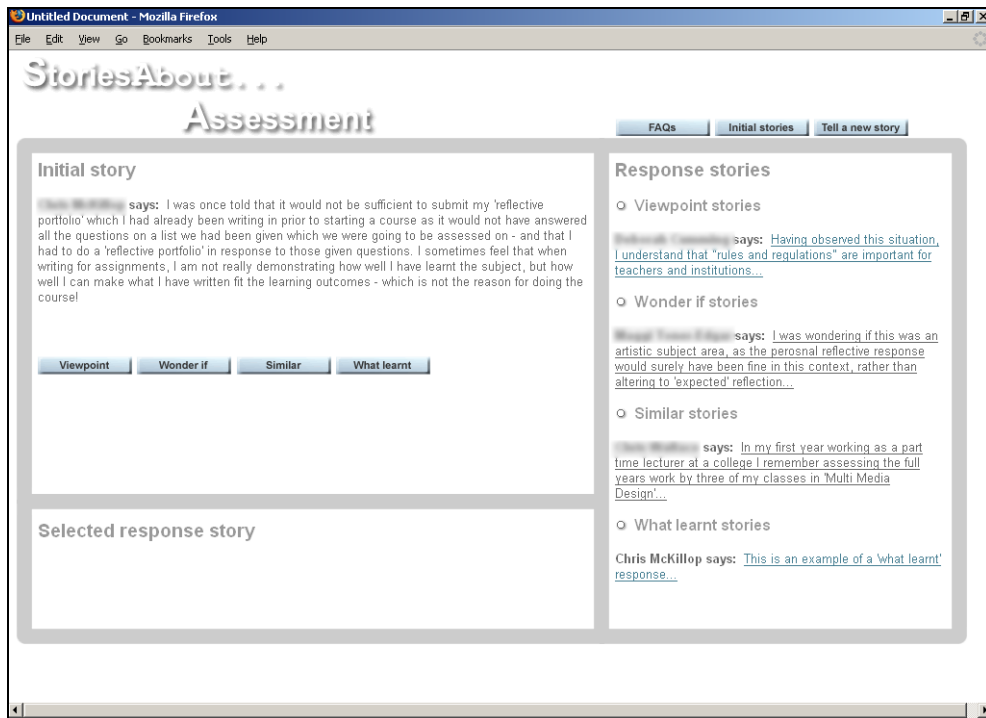 Untitled Document - Mozilla Firefox
File Edit View Go Bookmarks Tools Help
StoriesAbout...
Assessment
FAQs Initial stories Tell a new story
Initial story
says: I was once told that it would not be sufficient to submit my 'reflective
portfolio' which I had already been writing in prior to starting a course as it would not have answered
all the questions on a list we had been given which we were going to be assessed on - and that I
had to do a 'reflective portfolio' in response to those given questions. I sometimes feel that when
writing for assignments, I am not really demonstrating how well I have learnt the subject, but how
well I can make what I have written fit the learning outcomes - which is not the reason for doing the
course!
Viewpoint Wonder if Similar What learnt
Selected response story
Response stories
Viewpoint stories
says: Having observed this situation,
I understand that "rules and regulations" are important for
teachers and institutions...
Wonder if stories
says: I was wondering if this was an
artistic subject area, as the perosnal reflective response
would surely have been fine in this context, rather than
altering to 'expected' reflection...
Similar stories
says: In my first year working as a part
time lecturer at a college I remember assessing the full
years work by three of my classes in 'Multi Media
Design'...
What learnt stories
Chris McKillop says: This is an example of a 'what learnt'
response...